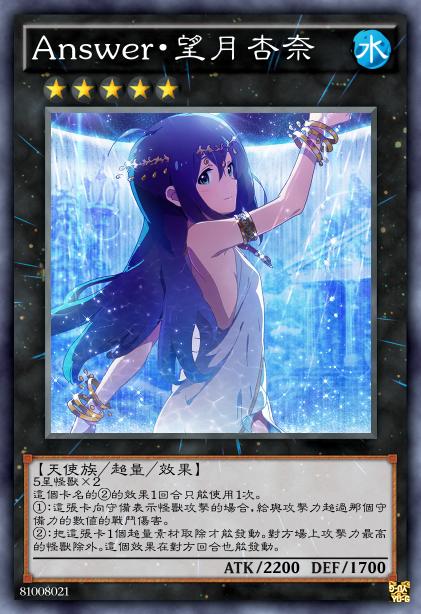 Answer・望月杏奈
水
【天使族/超量/效果】
5星怪獸×2
這個卡名的②的效果1回合只能使用1次。
①:這張卡向守備表示怪獸攻擊的場合,給與攻擊力超過那個守
備力的數值的戰鬥傷害。
②:把這張卡1個超量素材取除才能發動。對方場上攻擊力最高
的怪獸除外。這個效果在對方回合也能發動。
ATK/2200 DEF/1700
81008021